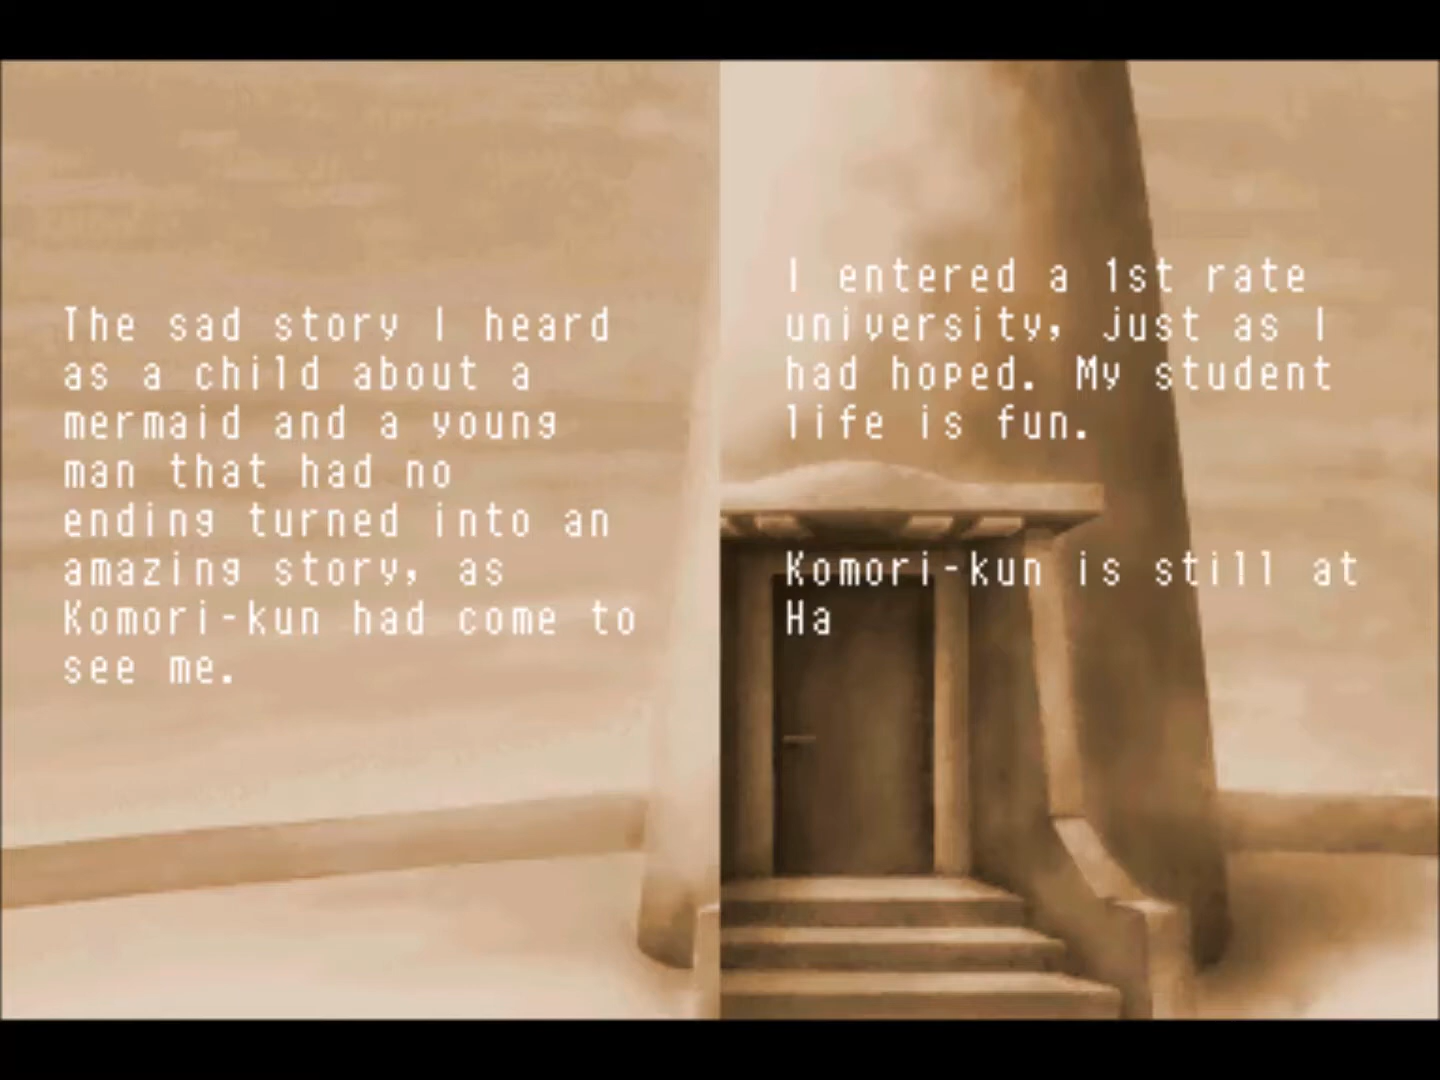 The sad story I heard
as a child about a
mermaid and a young
man that had no
ending turned into an
amazing story, as
Komori-kun had come to
see me.
I entered a 1st rate
university, just as I
had hoped. My student
life is fun.
Komori-kun is still at
Ha